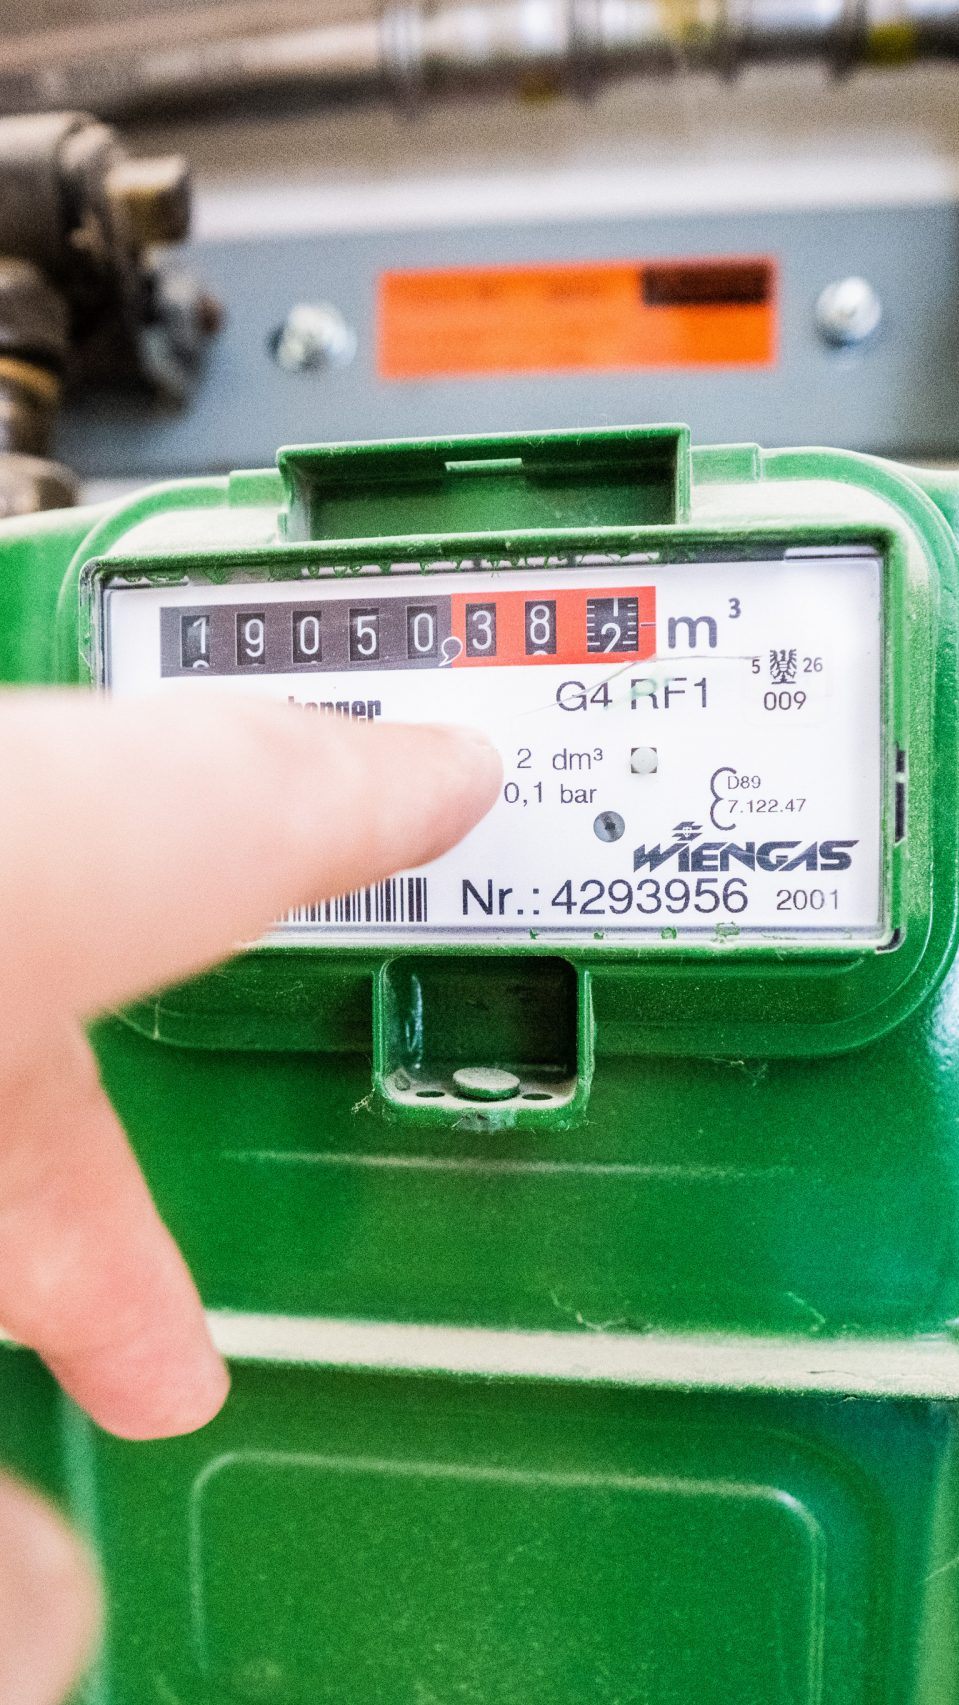 19050,38 m³
G4 RF1
5 26
009
2 dm³
0,1 bar
D89
7.122.47
WIENGAS
Nr.: 4293956 2001